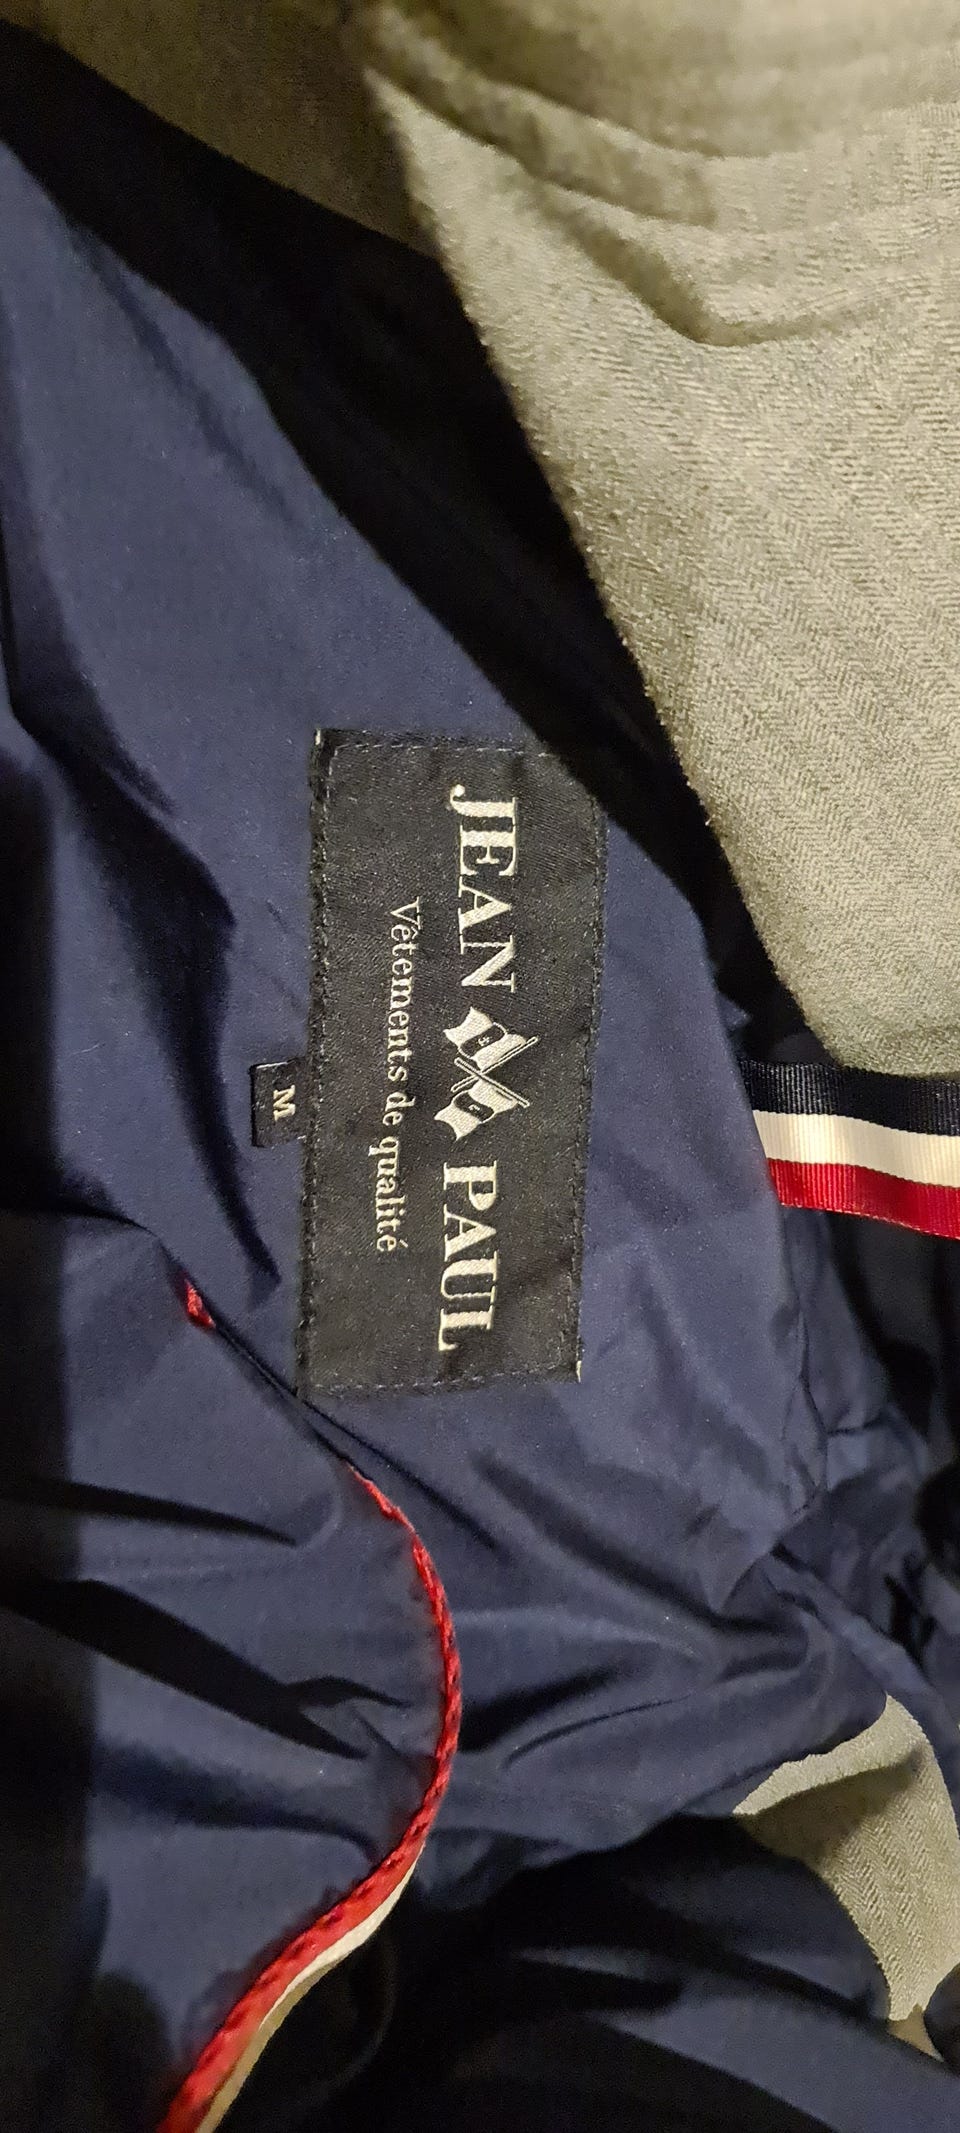 JEAN PAUL
Vêtements de qualité
M